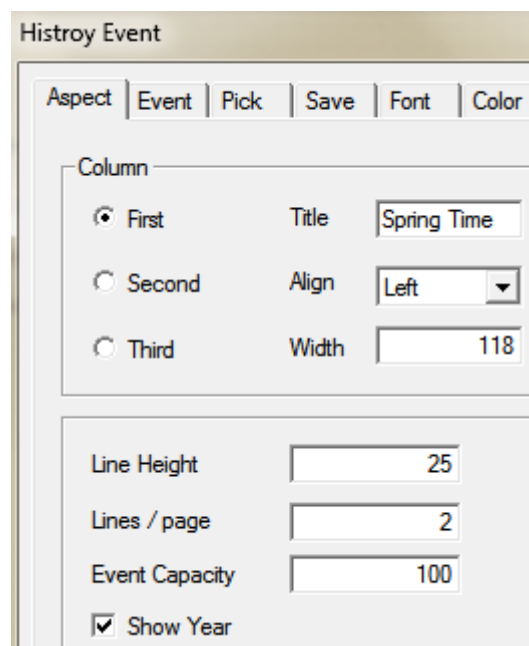 Histroy Event
Aspect Event Pick Save Font Color
Column
First Title Spring Time
Second Align Left
Third Width 118
Line Height 25
Lines / page 2
Event Capacity 100
Show Year